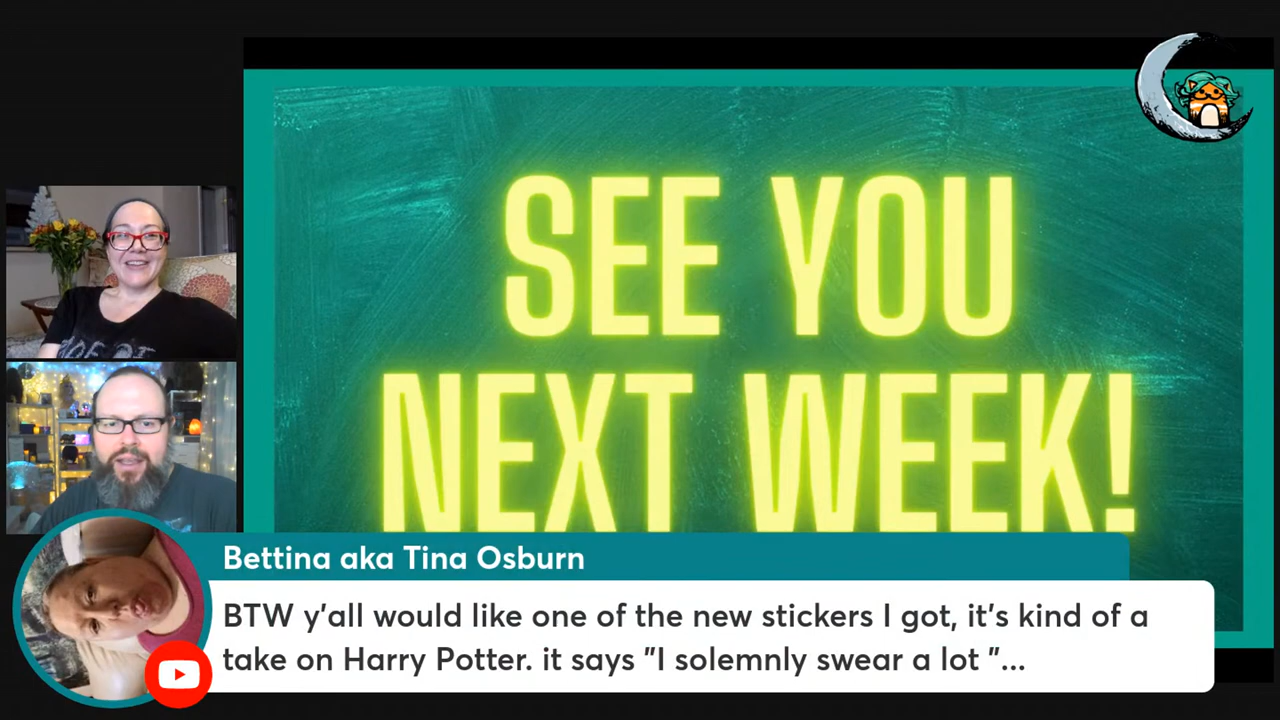 SEE YOU
NEXT WEEK!
Bettina aka Tina Osburn
BTW y'all would like one of the new stickers I got, it's kind of a
take on Harry Potter. it says "I solemnly swear a lot "...